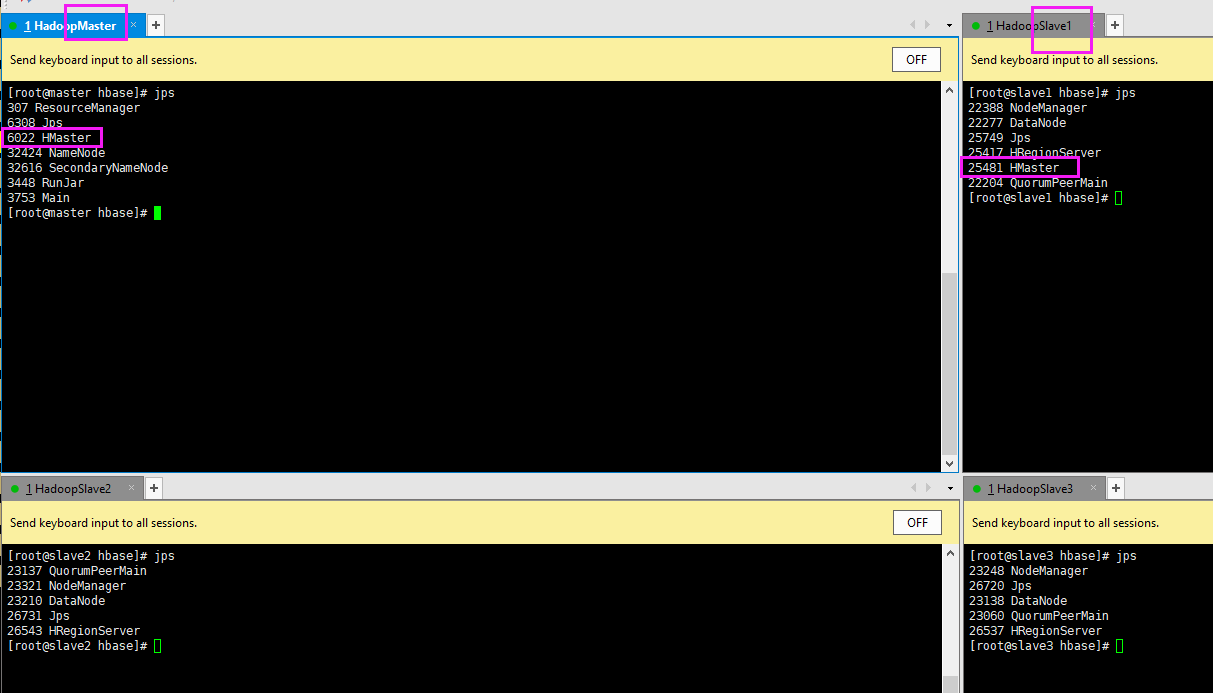 1 HadoopMaster × +
Send keyboard input to all sessions. OFF
[root@master hbase]# jps
307 ResourceManager
6308 Jps
6022 HMaster
32424 NameNode
32616 SecondaryNameNode
3448 RunJar
3753 Main
[root@master hbase]#
1 HadoopSlave1 × +
Send keyboard input to all sessions.
[root@slave1 hbase]# jps
22388 NodeManager
22277 DataNode
25749 Jps
25417 HRegionServer
25481 HMaster
22204 QuorumPeerMain
[root@slave1 hbase]#
1 HadoopSlave2 × +
Send keyboard input to all sessions. OFF
[root@slave2 hbase]# jps
23137 QuorumPeerMain
23321 NodeManager
23210 DataNode
26731 Jps
26543 HRegionServer
[root@slave2 hbase]#
1 HadoopSlave3 × +
Send keyboard input to all sessions.
[root@slave3 hbase]# jps
23248 NodeManager
26720 Jps
23138 DataNode
23060 QuorumPeerMain
26537 HRegionServer
[root@slave3 hbase]#